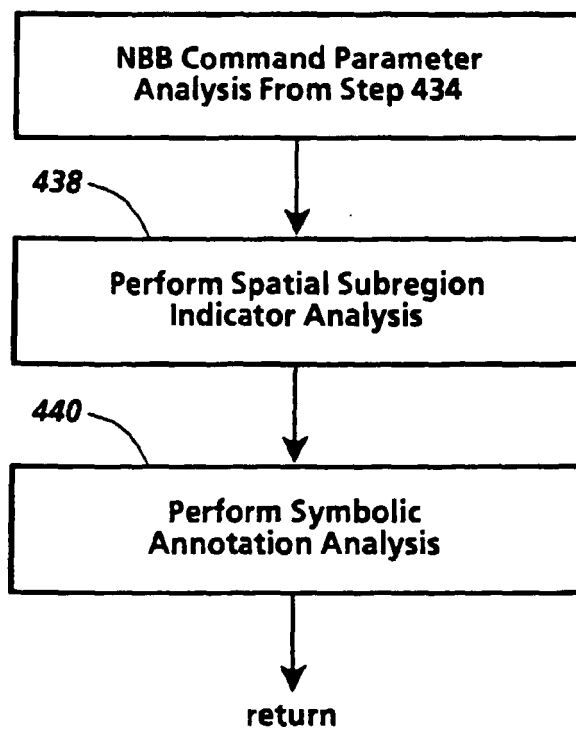 NBB Command Parameter
Analysis From Step 434
438
Perform Spatial Subregion
Indicator Analysis
440
Perform Symbolic
Annotation Analysis
return